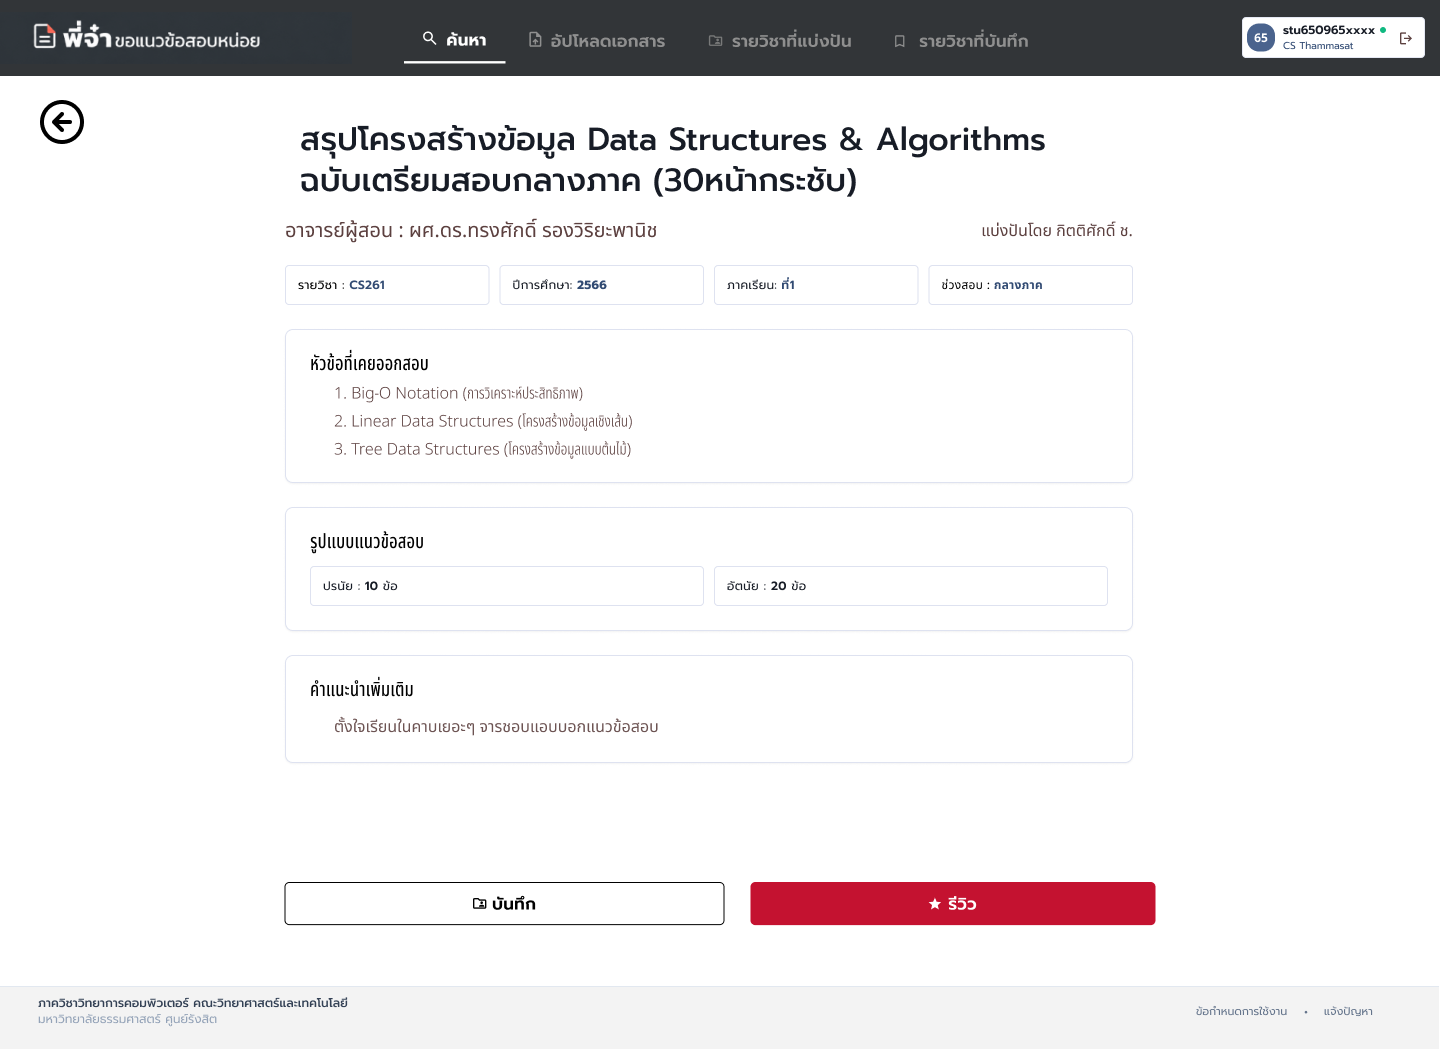 พี่จ๋า ขอแนวข้อสอบหน่อย
ค้นหา
อัปโหลดเอกสาร
รายวิชาที่แบ่งปัน
รายวิชาที่บันทึก
65
stu650965xxxx
CS Thammasat
สรุปโครงสร้างข้อมูล Data Structures & Algorithms
ฉบับเตรียมสอบกลางภาค (30หน้ากระชับ)
อาจารย์ผู้สอน : ผศ.ดร.ทรงศักดิ์ รองวิริยะพานิช
แบ่งปันโดย กิตติศักดิ์ ช.
รายวิชา : CS261
ปีการศึกษา: 2566
ภาคเรียน: ที่1
ช่วงสอบ : กลางภาค
หัวข้อที่เคยออกสอบ
1. Big-O Notation (การวิเคราะห์ประสิทธิภาพ)
2. Linear Data Structures (โครงสร้างข้อมูลเชิงเส้น)
3. Tree Data Structures (โครงสร้างข้อมูลแบบต้นไม้)
รูปแบบแนวข้อสอบ
ปรนัย : 10 ข้อ
อัตนัย : 20 ข้อ
คำแนะนำเพิ่มเติม
ตั้งใจเรียนในคาบเยอะๆ จารชอบแอบบอกแนวข้อสอบ
บันทึก
รีวิว
ภาควิชาวิทยาการคอมพิวเตอร์ คณะวิทยาศาสตร์และเทคโนโลยี
มหาวิทยาลัยธรรมศาสตร์ ศูนย์รังสิต
ข้อกำหนดการใช้งาน • แจ้งปัญหา